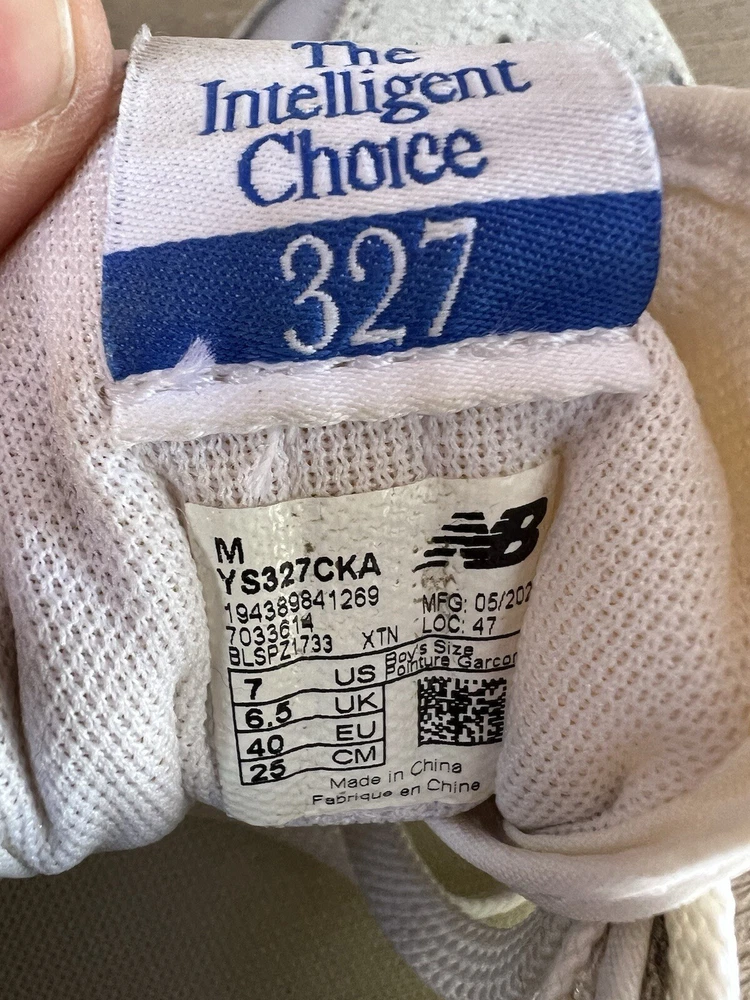 The
Intelligent
Choice
327
M
NB
YS327CKA
194389841269
7033614
BLSPZ1733 XTN
MFG: 05/202
LOC: 47
Boy's Size
Pointure Garcon
7 US
6.5 UK
40 EU
25 CM
Made in China
Fabrique en Chine